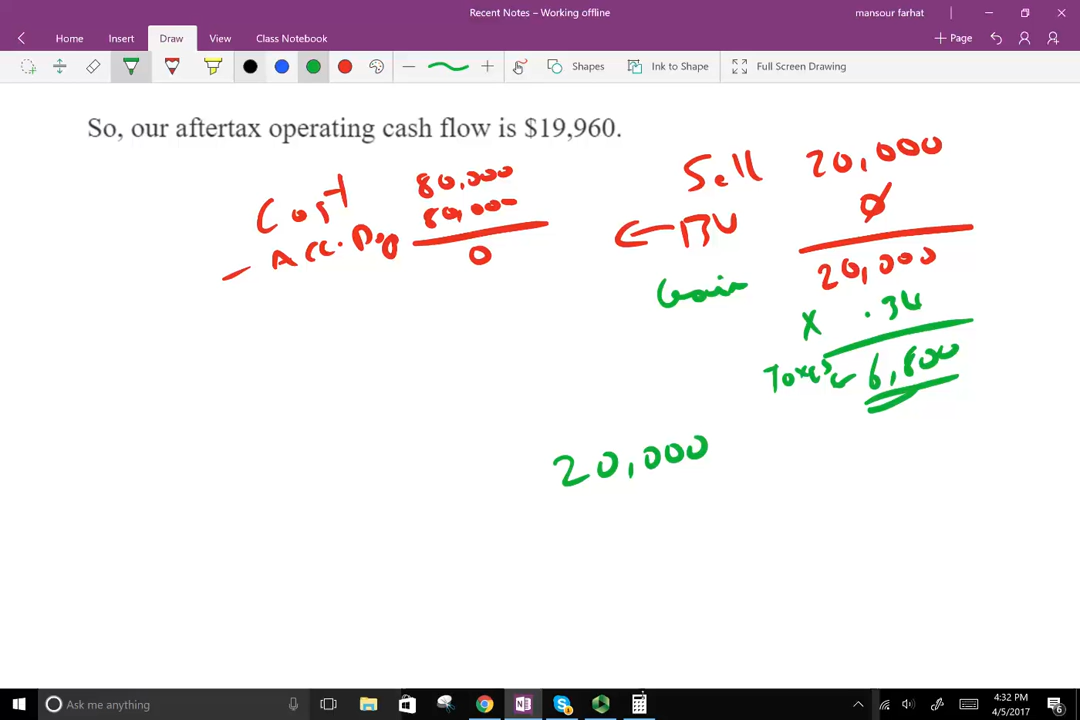 Recent Notes – Working offline
mansour farhat
Home Insert Draw View Class Notebook
Page
Shapes Ink to Shape Full Screen Drawing
So, our aftertax operating cash flow is $19,960.
Cost 80,000
- Acc. Dep 80,000
0
Sell 20,000
← BV 0
Gain 20,000
X .34
Taxes 6,800
20,000
Ask me anything
4:32 PM
4/5/2017
6